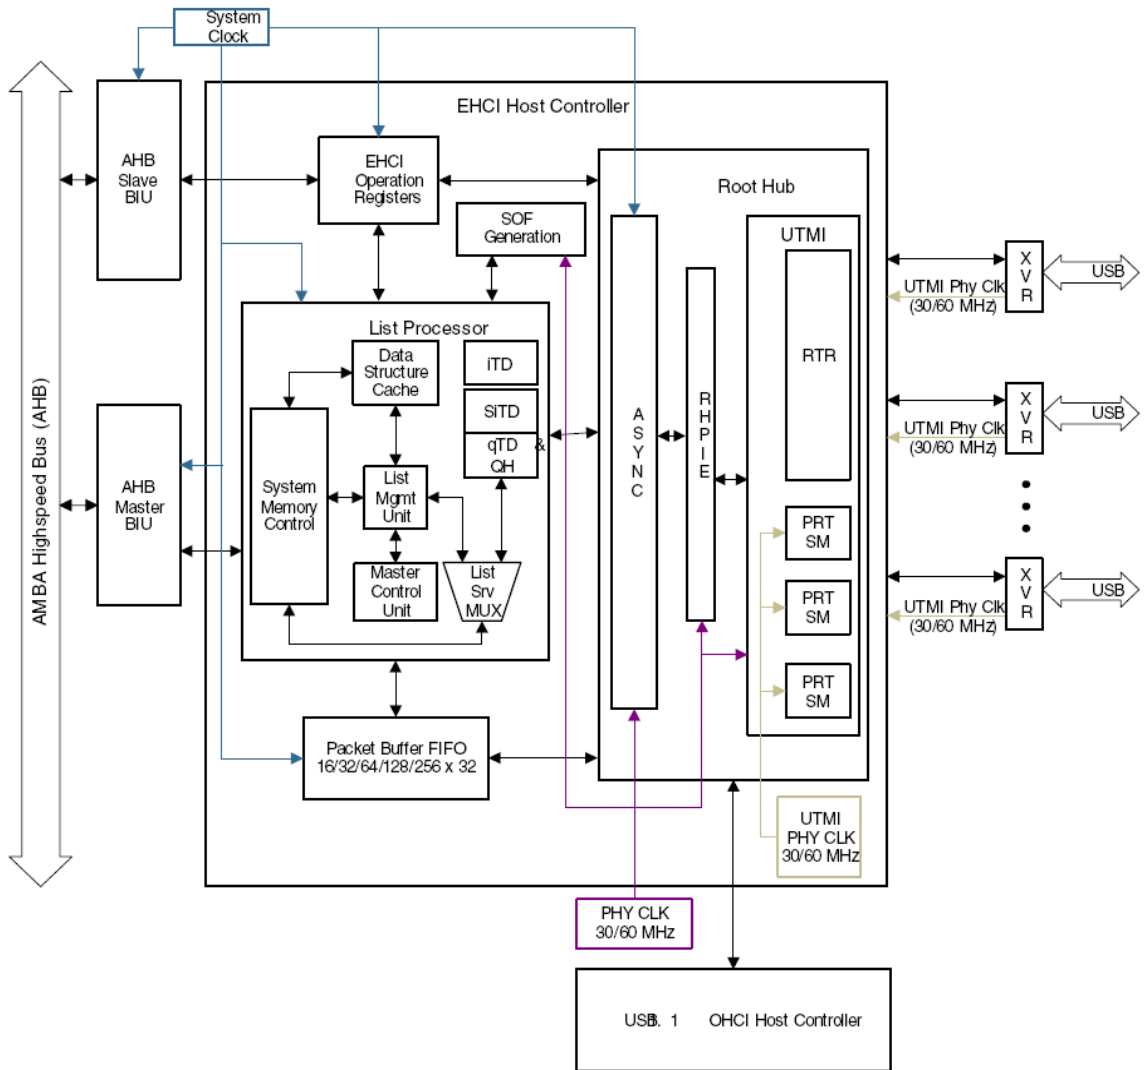 System
Clock
EHCI Host Controller
AHB
Slave
BIU
EHCI
Operation
Registers
Root Hub
SOF
Generation
UTMI
X
V
R
USB
UTMI Phy Clk
(30/60 MHz)
List Processor
Data
Structure
Cache
iTD
RTR
SiTD
qTD &
QH
A
S
Y
N
C
R
H
P
I
E
X
V
R
USB
UTMI Phy Clk
(30/60 MHz)
AMBA Highspeed Bus (AHB)
AHB
Master
BIU
System
Memory
Control
List
Mgmt
Unit
PRT
SM
Master
Control
Unit
List
Srv
MUX
PRT
SM
X
V
R
USB
UTMI Phy Clk
(30/60 MHz)
PRT
SM
Packet Buffer FIFO
16/32/64/128/256 x 32
UTMI
PHY CLK
30/60 MHz
PHY CLK
30/60 MHz
OHCI Host Controller